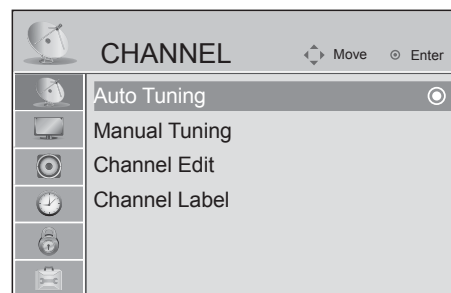 CHANNEL Move Enter
Auto Tuning
Manual Tuning
Channel Edit
Channel Label